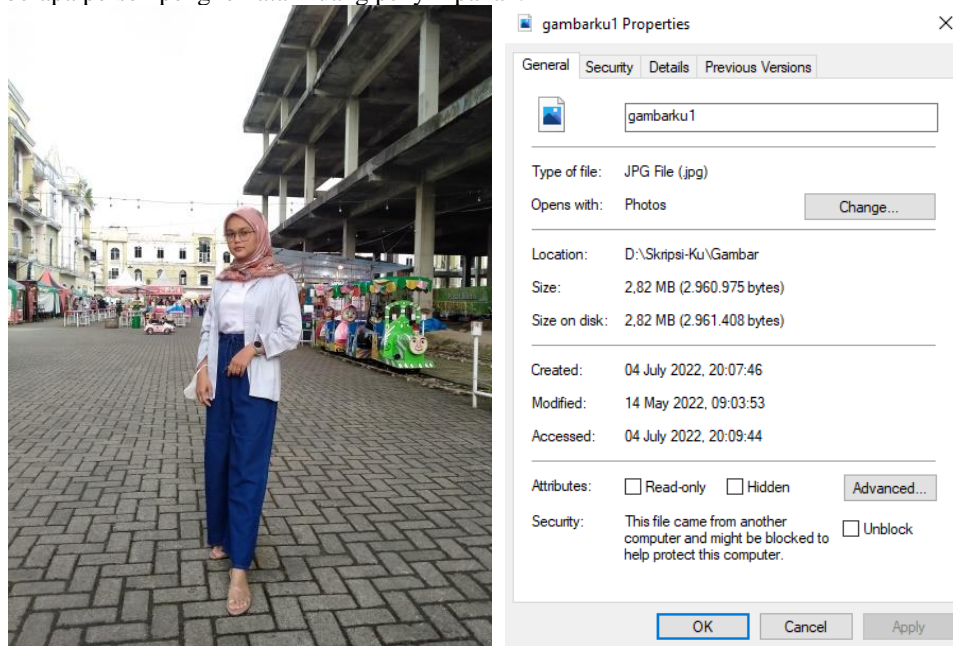 gambarku1 Properties
General Security Details Previous Versions
gambarku1
Type of file: JPG File (.jpg)
Opens with: Photos Change...
Location: D:\Skripsi-Ku\Gambar
Size: 2,82 MB (2.960.975 bytes)
Size on disk: 2,82 MB (2.961.408 bytes)
Created: 04 July 2022, 20:07:46
Modified: 14 May 2022, 09:03:53
Accessed: 04 July 2022, 20:09:44
Attributes: Read-only Hidden Advanced...
Security: This file came from another
computer and might be blocked to
help protect this computer.
Unblock
OK Cancel Apply